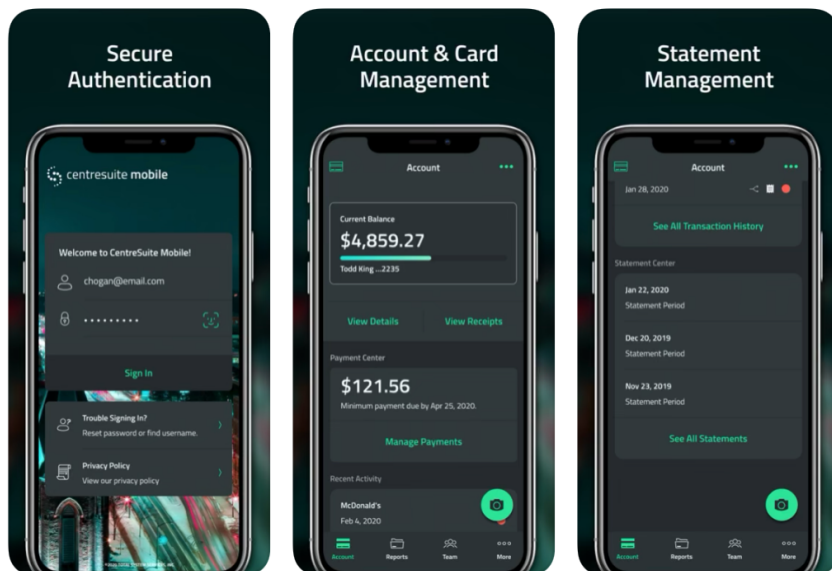 Secure
Authentication
centresuite mobile
Welcome to CentreSuite Mobile!
chogan@email.com
Sign In
Trouble Signing In?
Reset password or find username.
Privacy Policy
View our privacy policy
Account & Card
Management
Account
Current Balance
$4,859.27
Todd King ...2235
View Details View Receipts
Payment Center
$121.56
Minimum payment due by Apr 25, 2020.
Manage Payments
Recent Activity
McDonald's
Feb 4, 2020
Account Reports Team More
Statement
Management
Account
Jan 28, 2020
See All Transaction History
Statement Center
Jan 22, 2020
Statement Period
Dec 20, 2019
Statement Period
Nov 23, 2019
Statement Period
See All Statements
Account Reports Team More